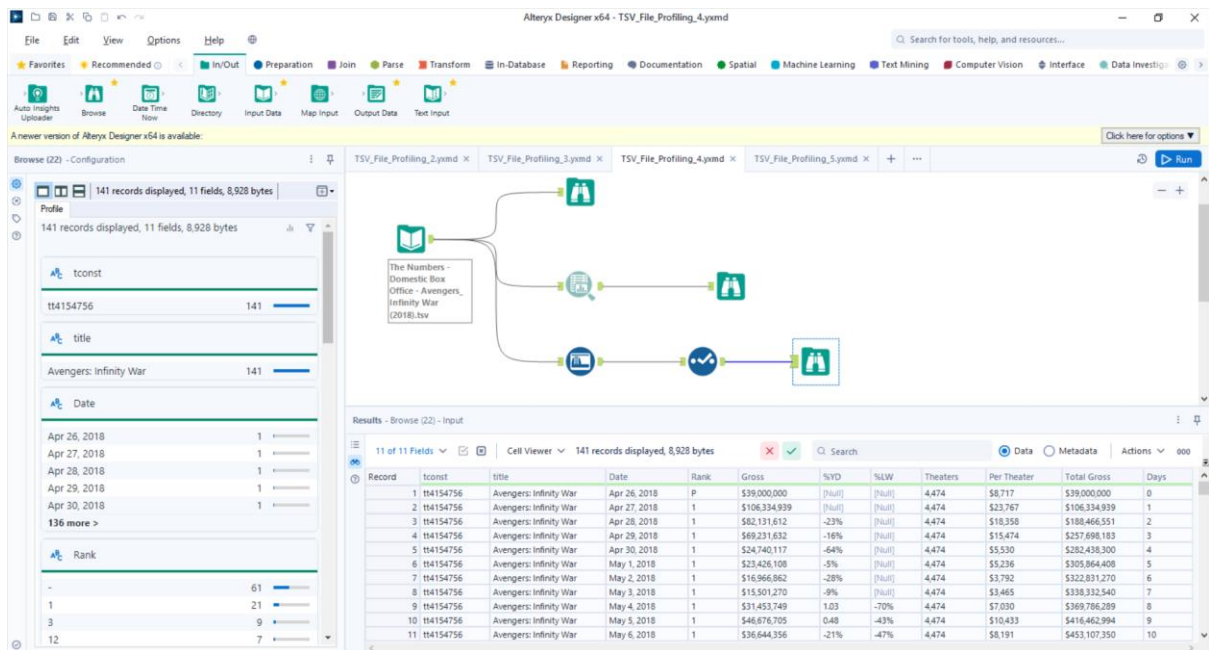 Alteryx Designer x64 - TSV_File_Profiling_4.yxmd
File Edit View Options Help
Search for tools, help, and resources...
Favorites Recommended In/Out Preparation Join Parse Transform In-Database Reporting Documentation Spatial Machine Learning Text Mining Computer Vision Interface Data Investig
Auto Insights Uploader Browse Date Time Now Directory Input Data Map Input Output Data Text Input
A newer version of Alteryx Designer x64 is available:
Click here for options ▼
Browse (22) - Configuration
TSV_File_Profiling_2.yxmd TSV_File_Profiling_3.yxmd TSV_File_Profiling_4.yxmd TSV_File_Profiling_5.yxmd
Run
141 records displayed, 11 fields, 8,928 bytes
Profile
141 records displayed, 11 fields, 8,928 bytes
ABC tconst
tt4154756 141
ABC title
Avengers: Infinity War 141
ABC Date
Apr 26, 2018 1
Apr 27, 2018 1
Apr 28, 2018 1
Apr 29, 2018 1
Apr 30, 2018 1
136 more >
ABC Rank
- 61
1 21
3 9
12 7
The Numbers -
Domestic Box
Office - Avengers_
Infinity War
(2018).tsv
Results - Browse (22) - Input
11 of 11 Fields Cell Viewer 141 records displayed, 8,928 bytes Search Data Metadata Actions 000
Record tconst title Date Rank Gross %YD %LW Theaters Per Theater Total Gross Days
1 tt4154756 Avengers: Infinity War Apr 26, 2018 P $39,000,000 [Null] [Null] 4,474 $8,717 $39,000,000 0
2 tt4154756 Avengers: Infinity War Apr 27, 2018 1 $106,334,939 [Null] [Null] 4,474 $23,767 $106,334,939 1
3 tt4154756 Avengers: Infinity War Apr 28, 2018 1 $82,131,612 -23% [Null] 4,474 $18,358 $188,466,551 2
4 tt4154756 Avengers: Infinity War Apr 29, 2018 1 $69,231,632 -16% [Null] 4,474 $15,474 $257,698,183 3
5 tt4154756 Avengers: Infinity War Apr 30, 2018 1 $24,740,117 -64% [Null] 4,474 $5,530 $282,438,300 4
6 tt4154756 Avengers: Infinity War May 1, 2018 1 $23,426,108 -5% [Null] 4,474 $5,236 $305,864,408 5
7 tt4154756 Avengers: Infinity War May 2, 2018 1 $16,966,862 -28% [Null] 4,474 $3,792 $322,831,270 6
8 tt4154756 Avengers: Infinity War May 3, 2018 1 $15,501,270 -9% [Null] 4,474 $3,465 $338,332,540 7
9 tt4154756 Avengers: Infinity War May 4, 2018 1 $31,453,749 1.03 -70% 4,474 $7,030 $369,786,289 8
10 tt4154756 Avengers: Infinity War May 5, 2018 1 $46,676,705 0.48 -43% 4,474 $10,433 $416,462,994 9
11 tt4154756 Avengers: Infinity War May 6, 2018 1 $36,644,356 -21% -47% 4,474 $8,191 $453,107,350 10